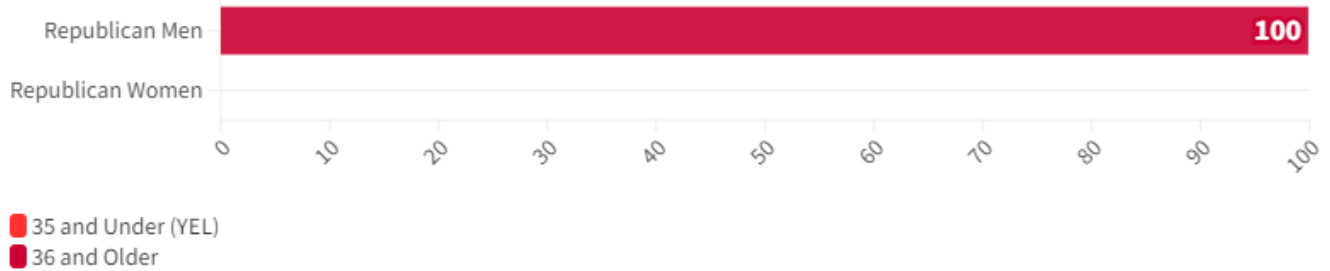 Republican Men 100
Republican Women
0 10 20 30 40 50 60 70 80 90 100
35 and Under (YEL)
36 and Older